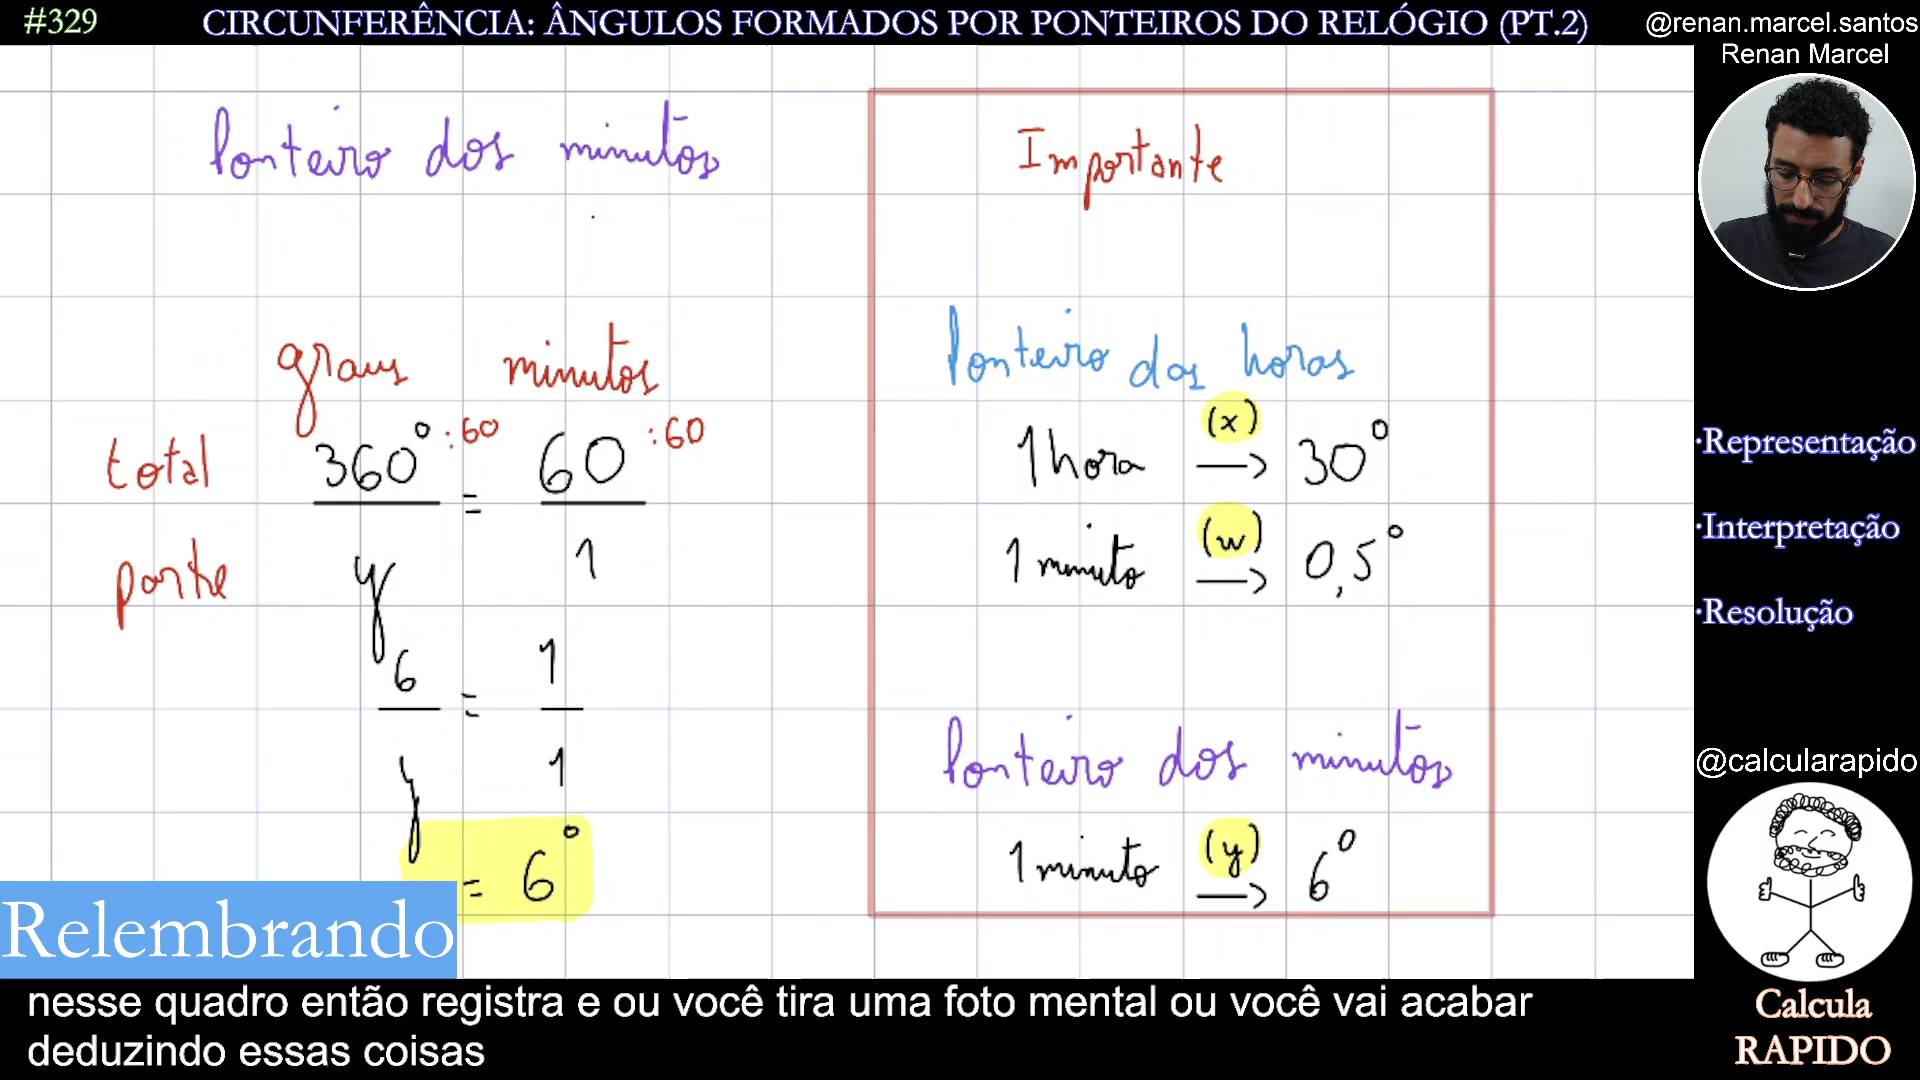 #329
CIRCUNFERÊNCIA: ÂNGULOS FORMADOS POR PONTEIROS DO RELÓGIO (PT.2)
@renan.marcel.santos
Renan Marcel
Ponteiro dos minutos
graus minutos
total 360° :60 = 60 :60
parte y 1
6 = 1
y 1
= 6°
Relembrando
Importante
Ponteiro das horas
1 hora (x) → 30°
1 minuto (w) → 0,5°
Ponteiro dos minutos
1 minuto (y) → 6°
·Representação
·Interpretação
·Resolução
@calcularapido
Calcula
RAPIDO
nesse quadro então registra e ou você tira uma foto mental ou você vai acabar
deduzindo essas coisas